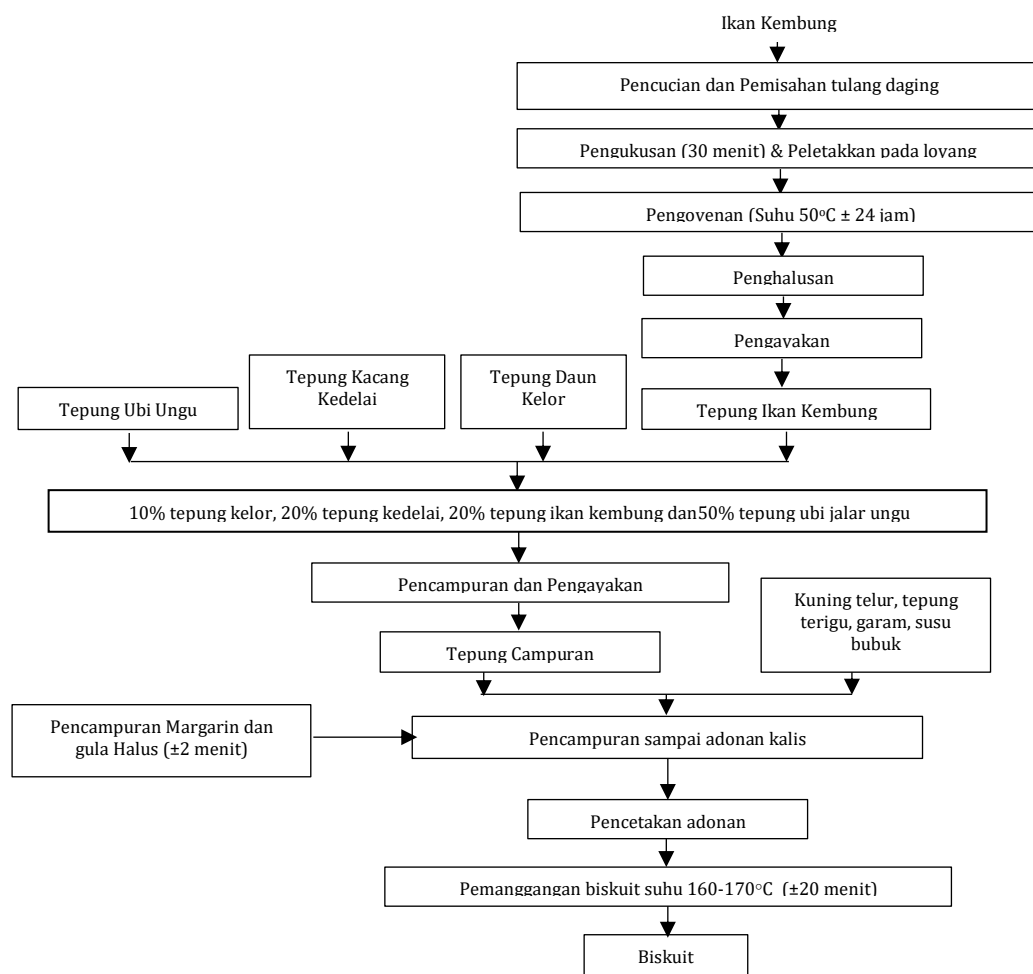 Ikan Kembung
Pencucian dan Pemisahan tulang daging
Pengukusan (30 menit) & Peletakkan pada loyang
Pengovenan (Suhu 50°C ± 24 jam)
Penghalusan
Pengayakan
Tepung Ubi Ungu
Tepung Kacang
Kedelai
Tepung Daun
Kelor
Tepung Ikan Kembung
10% tepung kelor, 20% tepung kedelai, 20% tepung ikan kembung dan50% tepung ubi jalar ungu
Pencampuran dan Pengayakan
Tepung Campuran
Kuning telur, tepung
terigu, garam, susu
bubuk
Pencampuran Margarin dan
gula Halus (±2 menit)
Pencampuran sampai adonan kalis
Pencetakan adonan
Pemanggangan biskuit suhu 160-170°C (±20 menit)
Biskuit